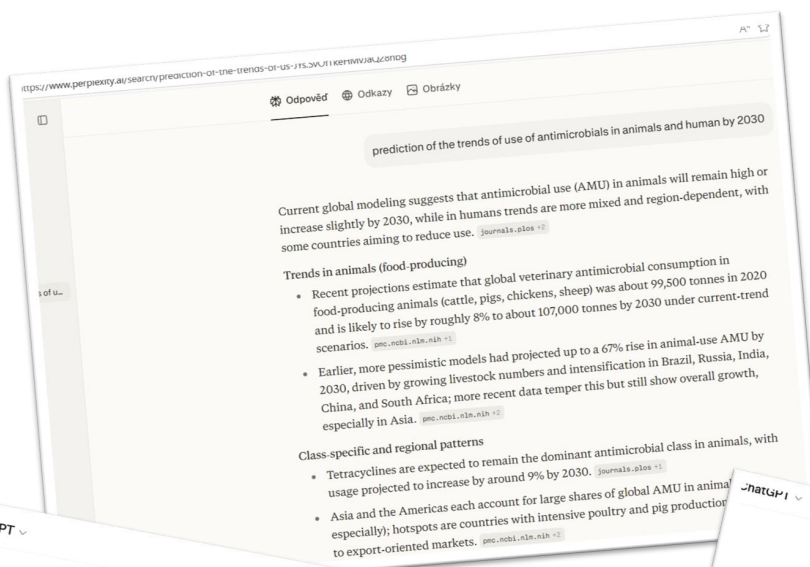 https://www.perplexity.ai/search/prediction-of-the-trends-of-us-
Odpověď Odkazy Obrázky
prediction of the trends of use of antimicrobials in animals and human by 2030
Current global modeling suggests that antimicrobial use (AMU) in animals will remain high or
increase slightly by 2030, while in humans trends are more mixed and region-dependent, with
some countries aiming to reduce use. journals.plos +2
Trends in animals (food-producing)
s of u...
• Recent projections estimate that global veterinary antimicrobial consumption in
food-producing animals (cattle, pigs, chickens, sheep) was about 99,500 tonnes in 2020
and is likely to rise by roughly 8% to about 107,000 tonnes by 2030 under current-trend
scenarios. pmc.ncbi.nlm.nih +1
• Earlier, more pessimistic models had projected up to a 67% rise in animal-use AMU by
2030, driven by growing livestock numbers and intensification in Brazil, Russia, India,
China, and South Africa; more recent data temper this but still show overall growth,
especially in Asia. pmc.ncbi.nlm.nih +2
Class-specific and regional patterns
• Tetracyclines are expected to remain the dominant antimicrobial class in animals, with
usage projected to increase by around 9% by 2030. journals.plos +1
• Asia and the Americas each account for large shares of global AMU in animal
especially); hotspots are countries with intensive poultry and pig production
to export-oriented markets. pmc.ncbi.nlm.nih +2
PT
ChatGPT